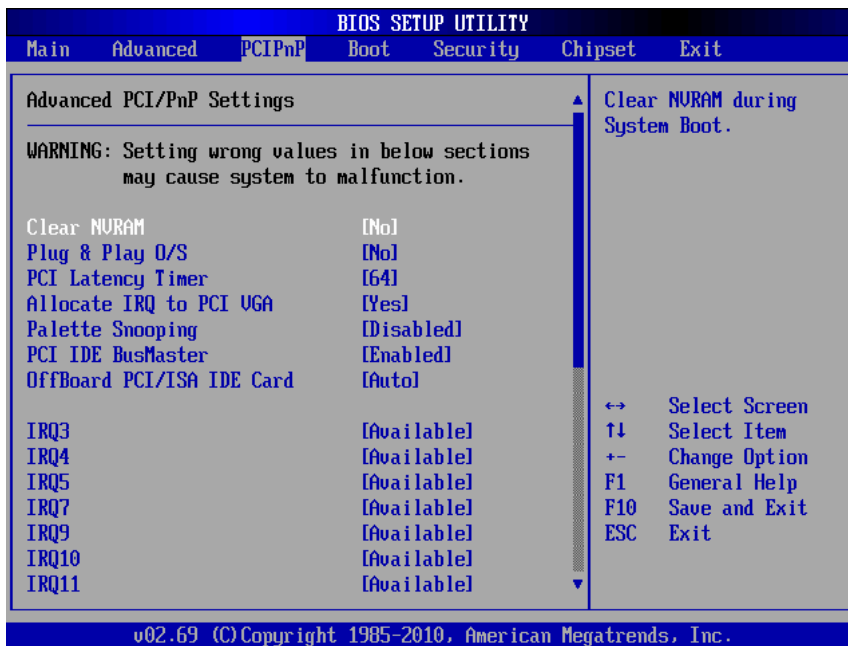 BIOS SETUP UTILITY
Main Advanced PCIPnP Boot Security Chipset Exit
Advanced PCI/PnP Settings
WARNING: Setting wrong values in below sections
may cause system to malfunction.
Clear NVRAM [No]
Plug & Play O/S [No]
PCI Latency Timer [64]
Allocate IRQ to PCI VGA [Yes]
Palette Snooping [Disabled]
PCI IDE BusMaster [Enabled]
OffBoard PCI/ISA IDE Card [Auto]
IRQ3 [Available]
IRQ4 [Available]
IRQ5 [Available]
IRQ7 [Available]
IRQ9 [Available]
IRQ10 [Available]
IRQ11 [Available]
Clear NVRAM during
System Boot.
↔ Select Screen
↑↓ Select Item
+- Change Option
F1 General Help
F10 Save and Exit
ESC Exit
v02.69 (C)Copyright 1985-2010, American Megatrends, Inc.